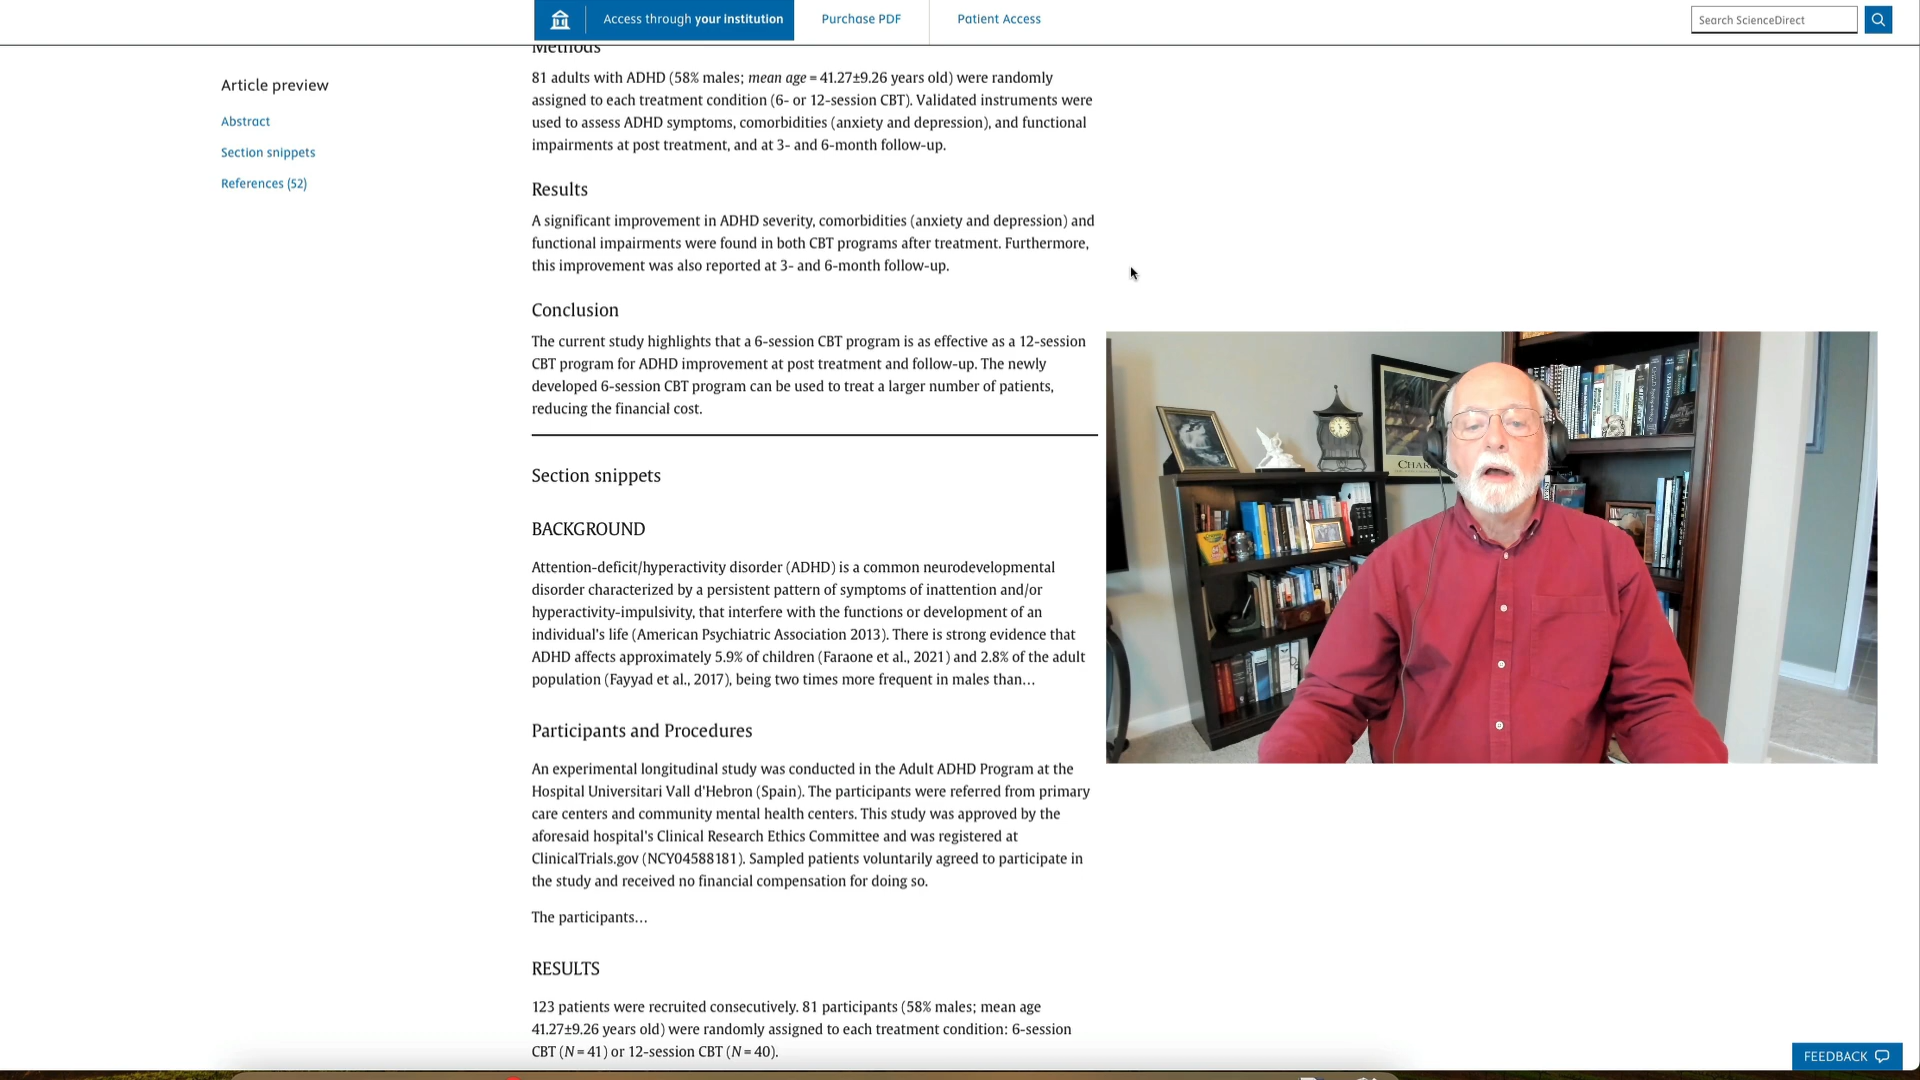 Access through your institution
Purchase PDF
Patient Access
Search ScienceDirect
Article preview
Abstract
Section snippets
References (52)
Methods
81 adults with ADHD (58% males; mean age = 41.27±9.26 years old) were randomly
assigned to each treatment condition (6- or 12-session CBT). Validated instruments were
used to assess ADHD symptoms, comorbidities (anxiety and depression), and functional
impairments at post treatment, and at 3- and 6-month follow-up.
Results
A significant improvement in ADHD severity, comorbidities (anxiety and depression) and
functional impairments were found in both CBT programs after treatment. Furthermore,
this improvement was also reported at 3- and 6-month follow-up.
Conclusion
The current study highlights that a 6-session CBT program is as effective as a 12-session
CBT program for ADHD improvement at post treatment and follow-up. The newly
developed 6-session CBT program can be used to treat a larger number of patients,
reducing the financial cost.
Section snippets
BACKGROUND
Attention-deficit/hyperactivity disorder (ADHD) is a common neurodevelopmental
disorder characterized by a persistent pattern of symptoms of inattention and/or
hyperactivity-impulsivity, that interfere with the functions or development of an
individual's life (American Psychiatric Association 2013). There is strong evidence that
ADHD affects approximately 5.9% of children (Faraone et al., 2021) and 2.8% of the adult
population (Fayyad et al., 2017), being two times more frequent in males than…
Participants and Procedures
An experimental longitudinal study was conducted in the Adult ADHD Program at the
Hospital Universitari Vall d'Hebron (Spain). The participants were referred from primary
care centers and community mental health centers. This study was approved by the
aforesaid hospital's Clinical Research Ethics Committee and was registered at
ClinicalTrials.gov (NCY04588181). Sampled patients voluntarily agreed to participate in
the study and received no financial compensation for doing so.
The participants…
RESULTS
123 patients were recruited consecutively. 81 participants (58% males; mean age
41.27±9.26 years old) were randomly assigned to each treatment condition: 6-session
CBT (N = 41) or 12-session CBT (N = 40).
FEEDBACK